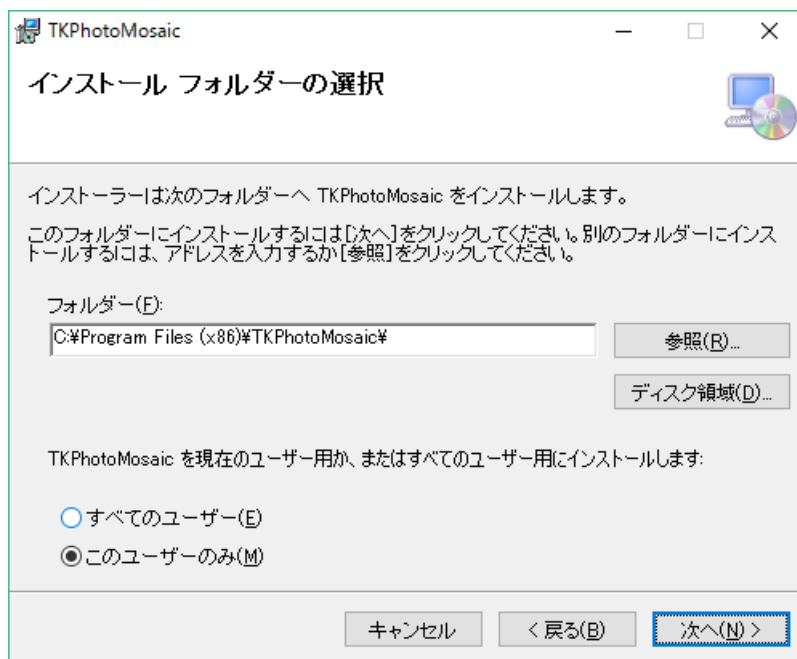 TKPhotoMosaic
インストール フォルダーの選択
インストーラーは次のフォルダーへ TKPhotoMosaic をインストールします。
このフォルダーにインストールするには[次へ]をクリックしてください。別のフォルダーにインス
トールするには、アドレスを入力するか[参照]をクリックしてください。
フォルダー(F):
C:¥Program Files (x86)¥TKPhotoMosaic¥
参照(R)...
ディスク領域(D)...
TKPhotoMosaic を現在のユーザー用か、またはすべてのユーザー用にインストールします:
すべてのユーザー(E)
このユーザーのみ(M)
キャンセル
< 戻る(B)
次へ(N) >